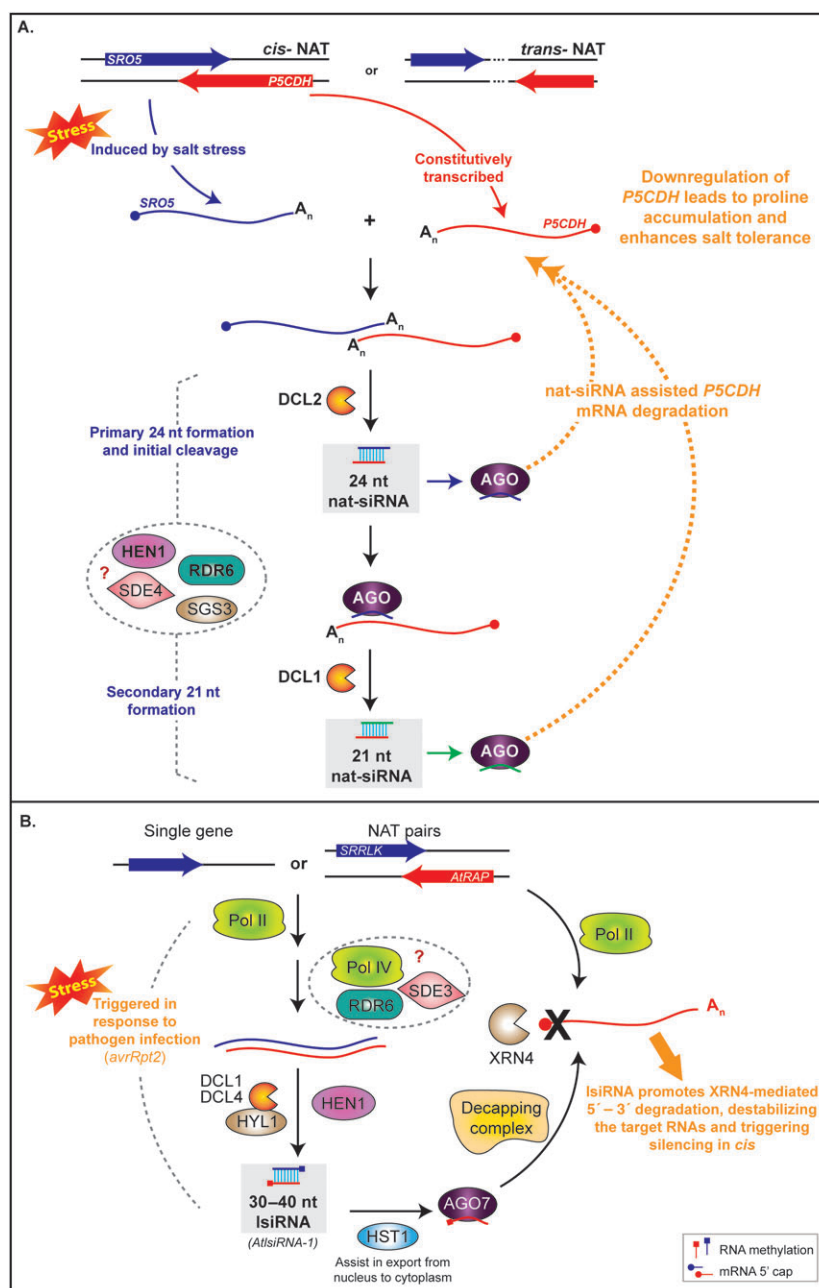 A.
cis- NAT
trans- NAT
SRO5
P5CDH
or
Stress
Induced by salt stress
Constitutively
transcribed
Downregulation of
P5CDH leads to proline
accumulation and
enhances salt tolerance
SRO5
An
+
An
P5CDH
An
An
DCL2
nat-siRNA assisted P5CDH
mRNA degradation
Primary 24 nt formation
and initial cleavage
24 nt
nat-siRNA
AGO
HEN1
?
RDR6
SDE4
SGS3
AGO
An
DCL1
Secondary 21 nt
formation
21 nt
nat-siRNA
AGO
B.
Single gene
or
NAT pairs
SRRLK
AtRAP
Pol II
Pol II
Pol IV
?
SDE3
RDR6
Stress
Triggered in
response to
pathogen infection
(avrRpt2)
XRN4
X
An
DCL1
DCL4
HYL1
HEN1
Decapping
complex
lsiRNA promotes XRN4-mediated
5´ – 3´ degradation, destabilizing
the target RNAs and triggering
silencing in cis
30–40 nt
lsiRNA
(AtlsiRNA-1)
HST1
AGO7
Assist in export from
nucleus to cytoplasm
RNA methylation
mRNA 5' cap